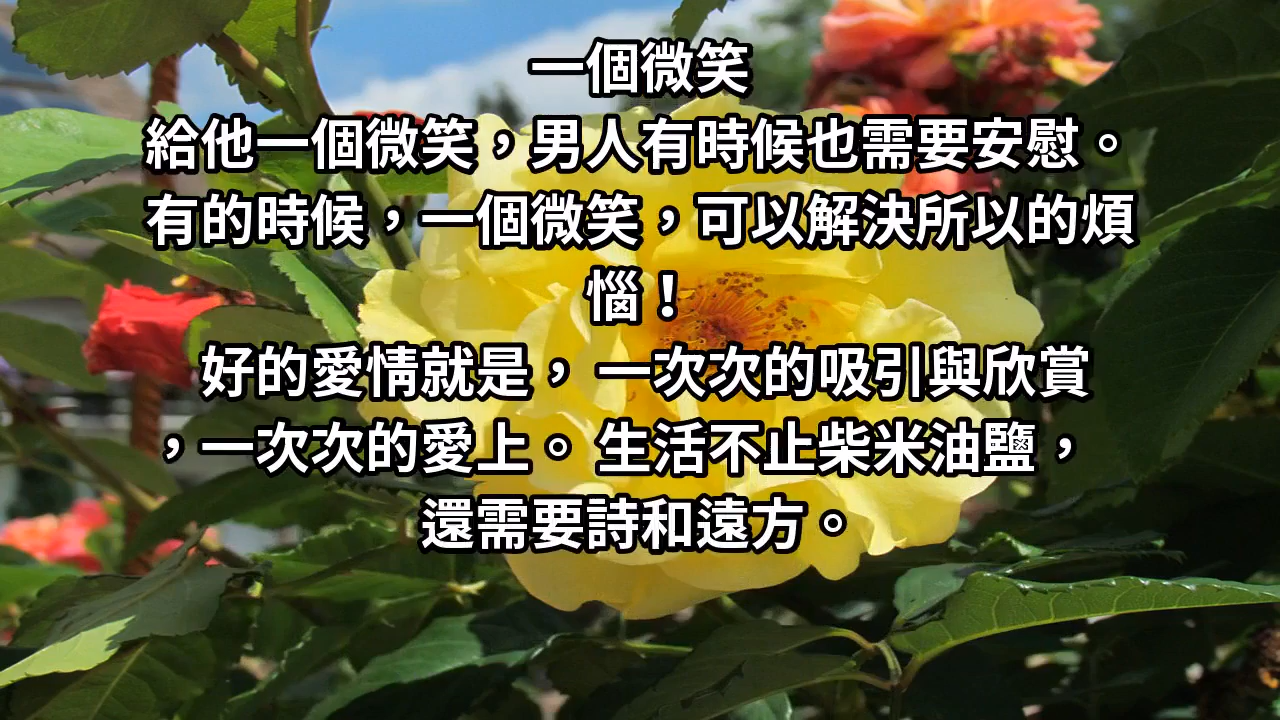 一個微笑
給他一個微笑，男人有時候也需要安慰。
有的時候，一個微笑，可以解決所以的煩
惱！
好的愛情就是， 一次次的吸引與欣賞
，一次次的愛上。 生活不止柴米油鹽，
還需要詩和遠方。